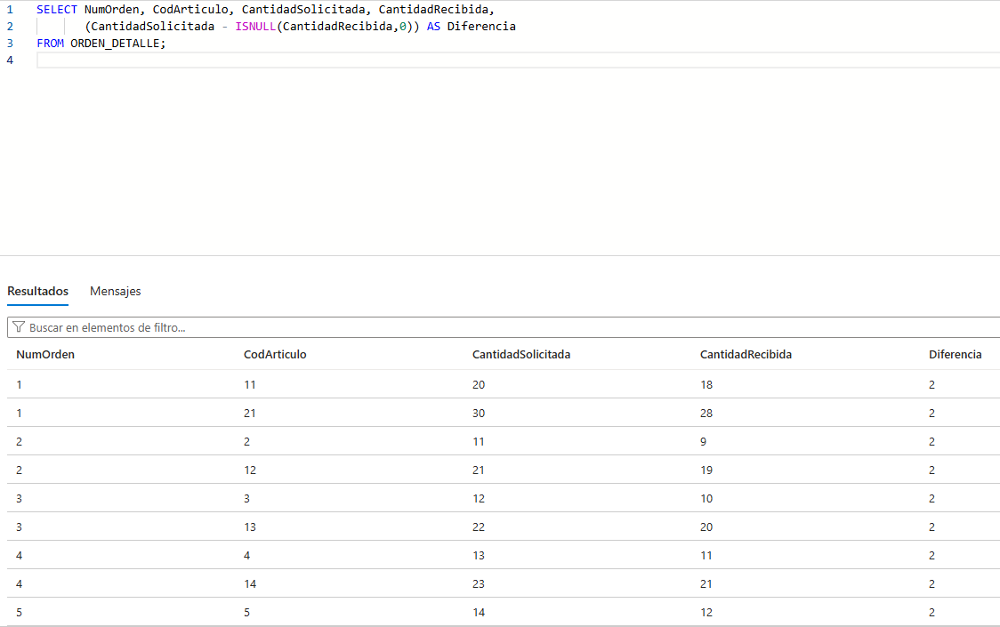 1 SELECT NumOrden, CodArticulo, CantidadSolicitada, CantidadRecibida,
2 (CantidadSolicitada - ISNULL(CantidadRecibida,0)) AS Diferencia
3 FROM ORDEN_DETALLE;
4
Resultados Mensajes
Buscar en elementos de filtro...
NumOrden CodArticulo CantidadSolicitada CantidadRecibida Diferencia
1 11 20 18 2
1 21 30 28 2
2 2 11 9 2
2 12 21 19 2
3 3 12 10 2
3 13 22 20 2
4 4 13 11 2
4 14 23 21 2
5 5 14 12 2